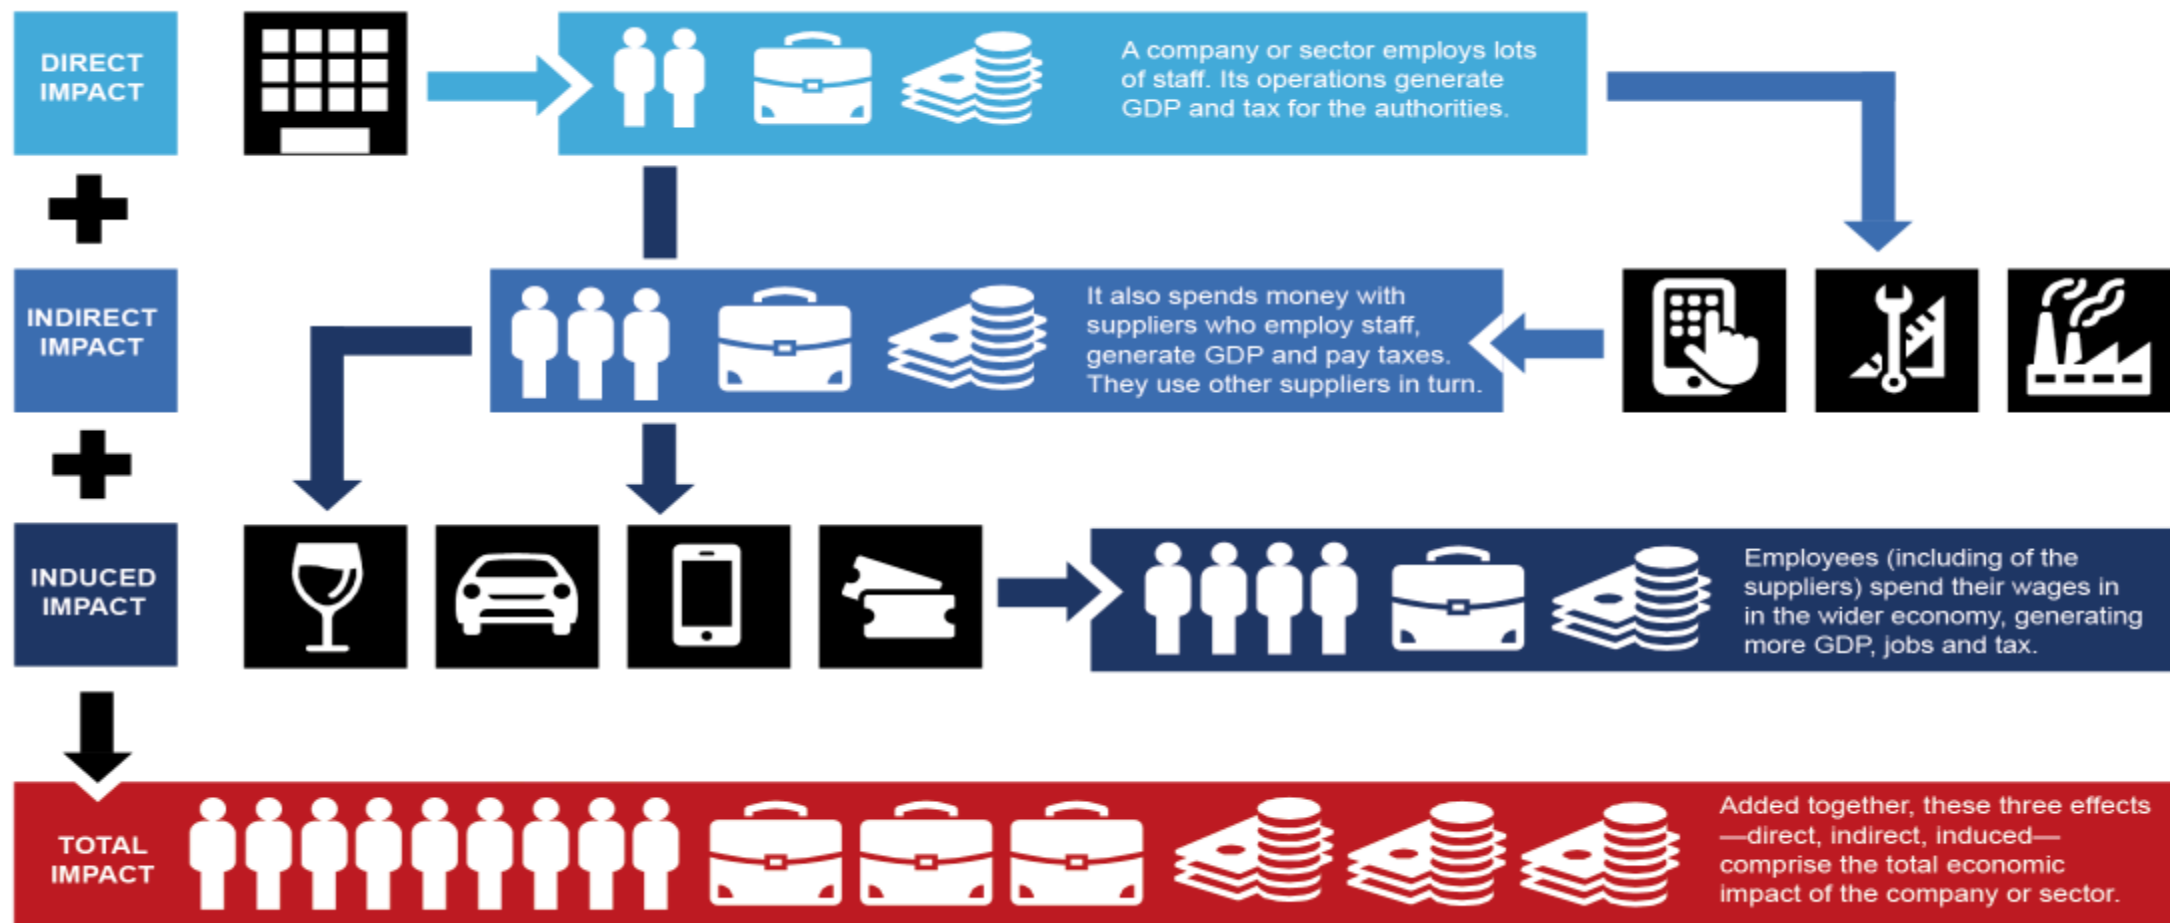 DIRECT
IMPACT
A company or sector employs lots
of staff. Its operations generate
GDP and tax for the authorities.
INDIRECT
IMPACT
It also spends money with
suppliers who employ staff,
generate GDP and pay taxes.
They use other suppliers in turn.
INDUCED
IMPACT
Employees (including of the
suppliers) spend their wages in
in the wider economy, generating
more GDP, jobs and tax.
TOTAL
IMPACT
Added together, these three effects
—direct, indirect, induced—
comprise the total economic
impact of the company or sector.